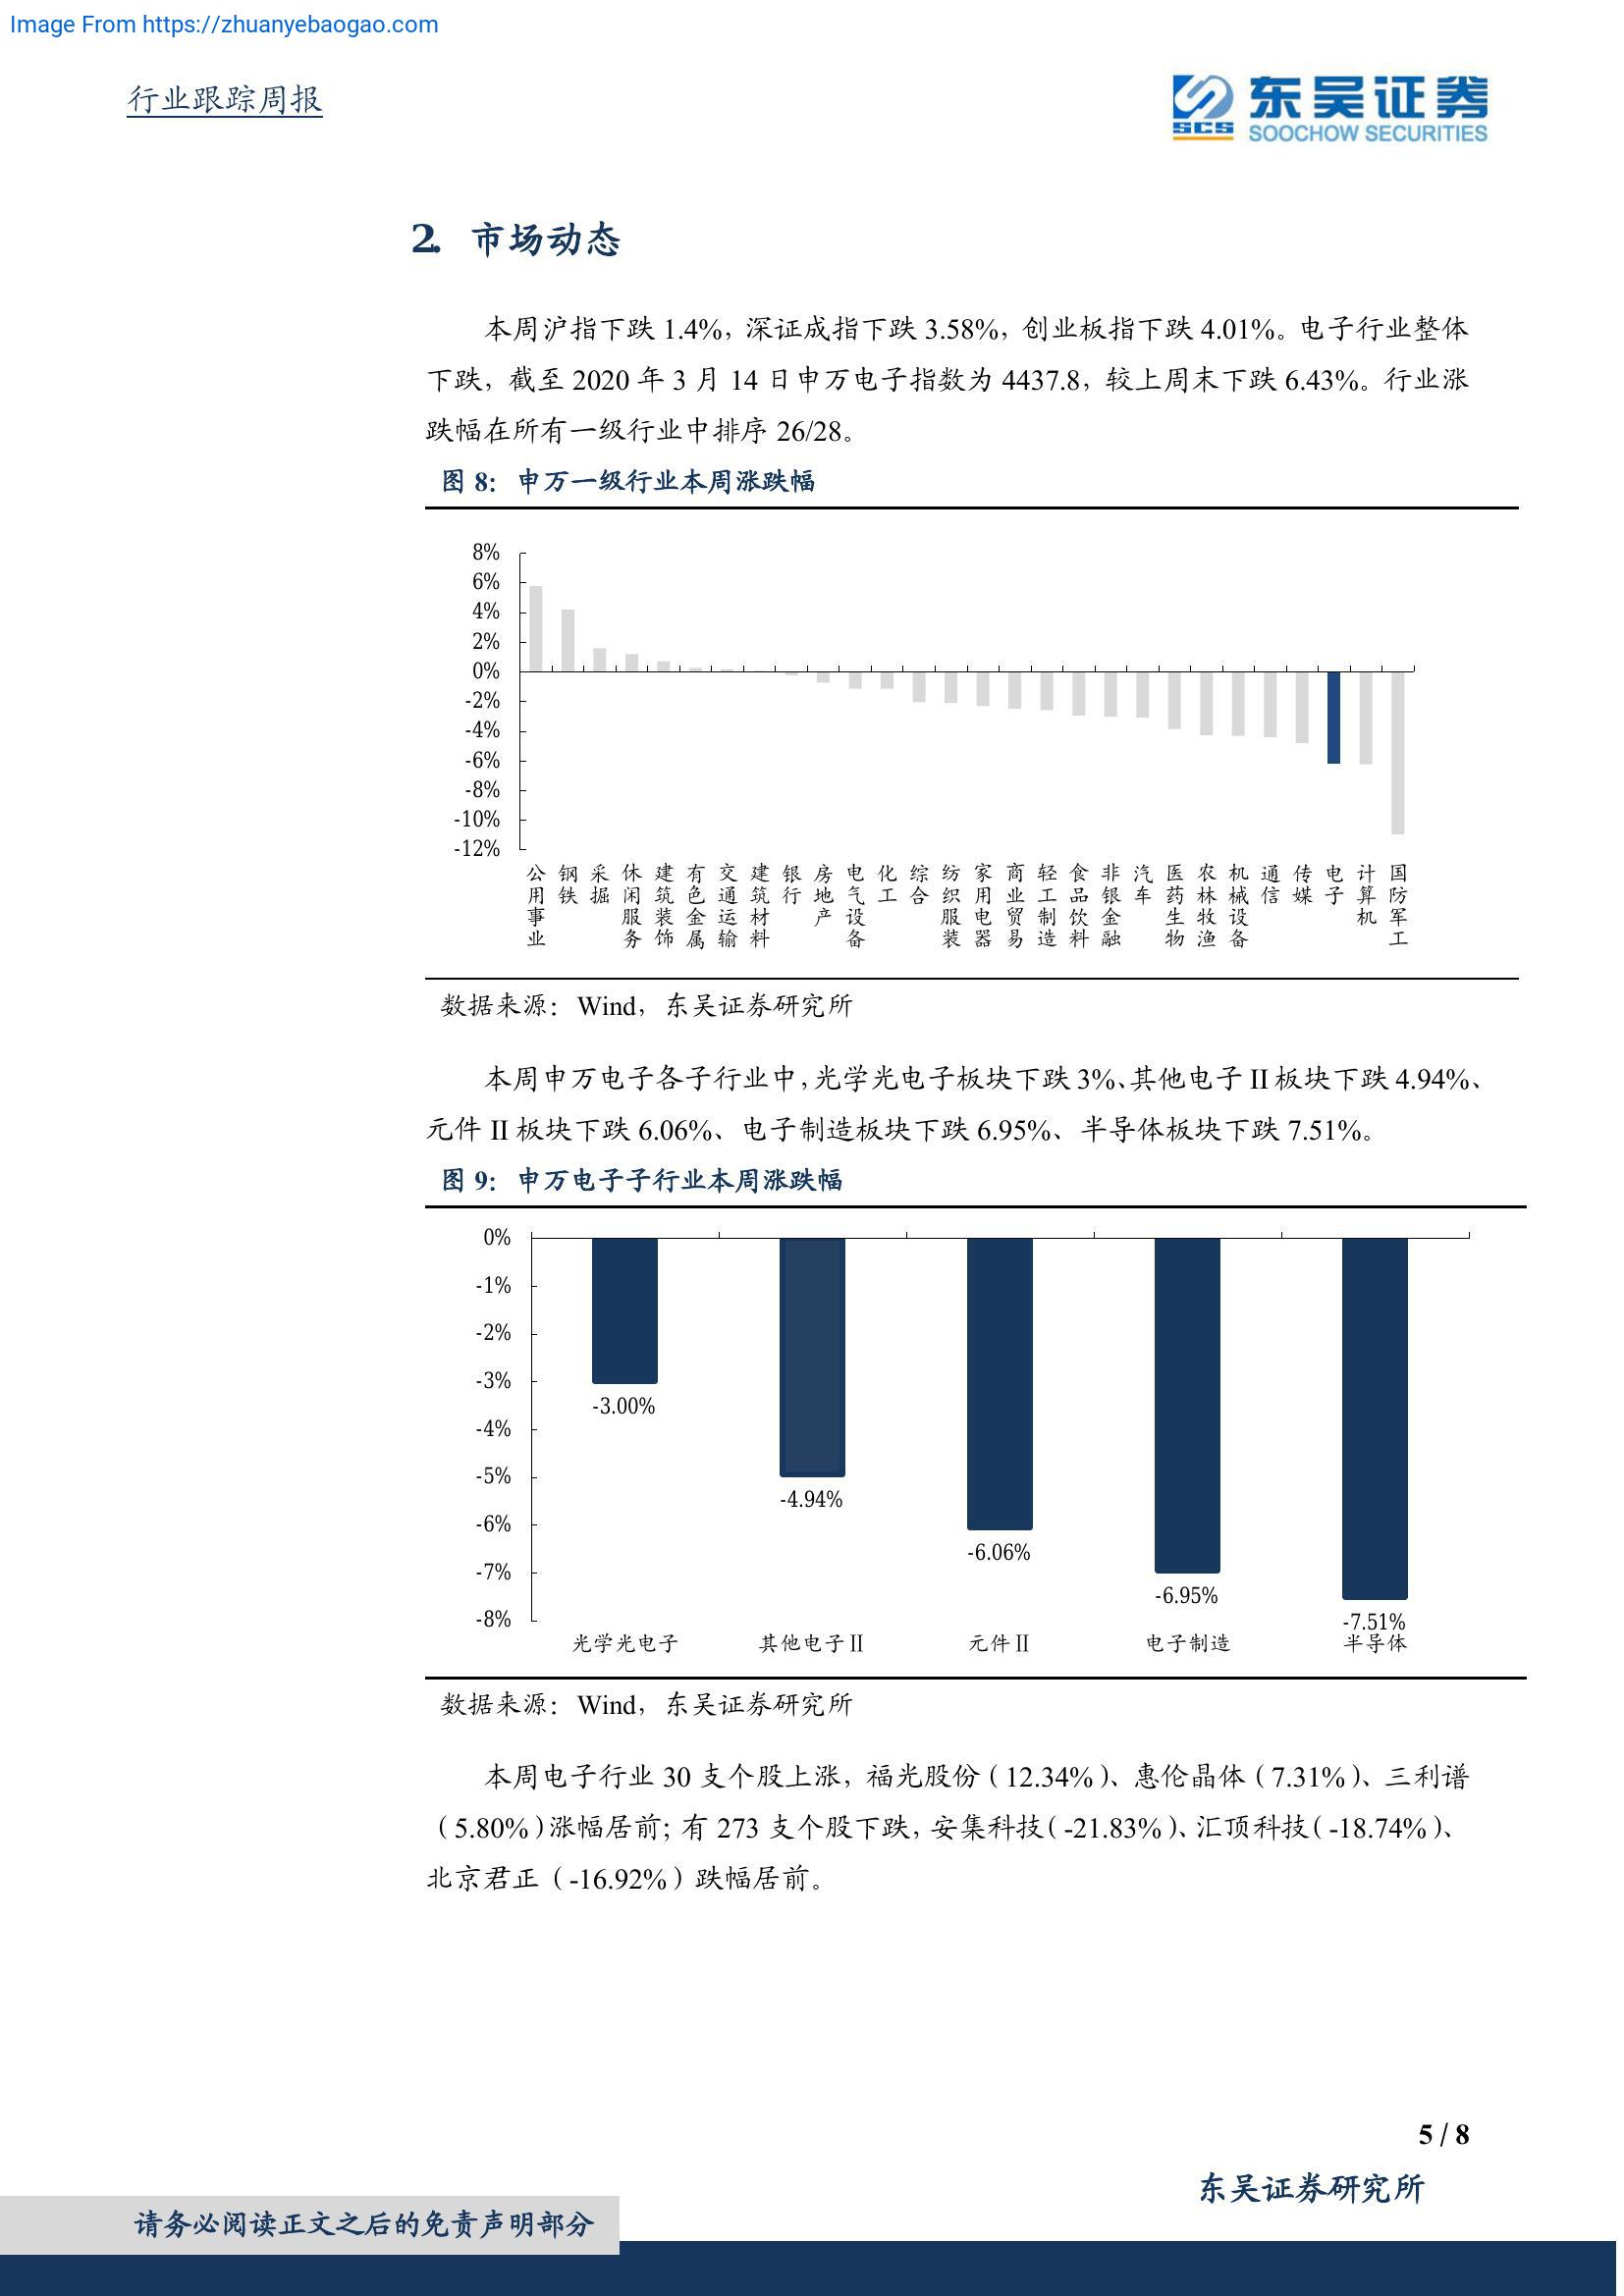 Image From https://zhuanyebaogao.com
行业跟踪周报
SCS
东吴证券
SOOCHOW SECURITIES
2. 市场动态
本周沪指下跌 1.4%，深证成指下跌 3.58%，创业板指下跌 4.01%。电子行业整体
下跌，截至 2020 年 3 月 14 日申万电子指数为 4437.8，较上周末下跌 6.43%。行业涨
跌幅在所有一级行业中排序 26/28。
图 8：申万一级行业本周涨跌幅
8%
6%
4%
2%
0%
-2%
-4%
-6%
-8%
-10%
-12%
公用事业
钢铁
采掘
休闲服务
建筑装饰
有色金属
交通运输
建筑材料
银行
房地产
电气设备
化工
综合
纺织服装
家用电器
商业贸易
轻工制造
食品饮料
非银金融
汽车
医药生物
农林牧渔
机械设备
通信
传媒
电子
计算机
国防军工
数据来源：Wind，东吴证券研究所
本周申万电子各子行业中，光学光电子板块下跌 3%、其他电子 II 板块下跌 4.94%、
元件 II 板块下跌 6.06%、电子制造板块下跌 6.95%、半导体板块下跌 7.51%。
图 9：申万电子子行业本周涨跌幅
0%
-1%
-2%
-3%
-4%
-5%
-6%
-7%
-8%
-3.00%
-4.94%
-6.06%
-6.95%
-7.51%
光学光电子
其他电子Ⅱ
元件Ⅱ
电子制造
半导体
数据来源：Wind，东吴证券研究所
本周电子行业 30 支个股上涨，福光股份（12.34%）、惠伦晶体（7.31%）、三利谱
（5.80%）涨幅居前；有 273 支个股下跌，安集科技（-21.83%）、汇顶科技（-18.74%）、
北京君正（-16.92%）跌幅居前。
5 / 8
东吴证券研究所
请务必阅读正文之后的免责声明部分